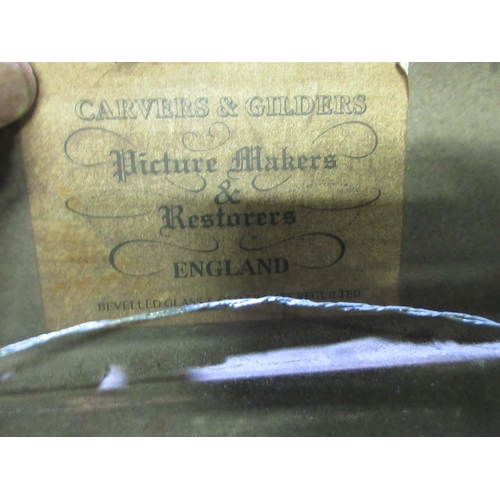 CARVERS & GILDERS
Picture Makers
&
Restorers
ENGLAND
BEVELLED GLASS